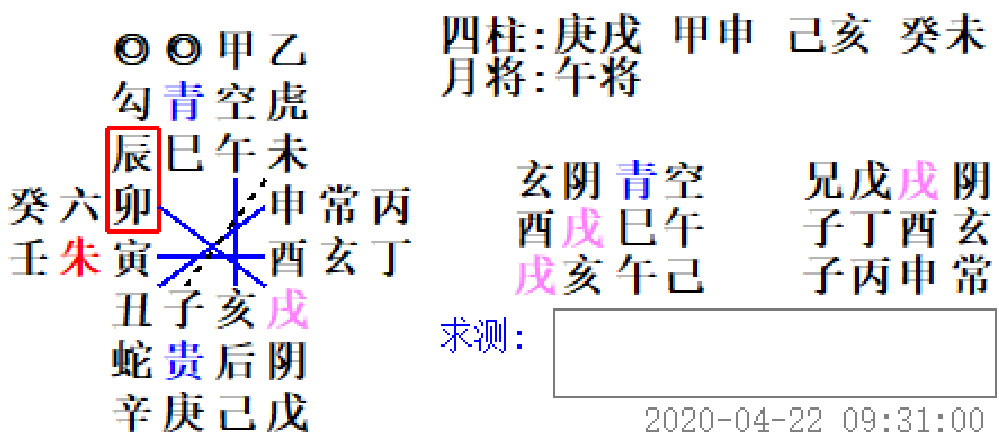 ◎ ◎ 甲 乙
勾 青 空 虎
辰 巳 午 未
癸 六 卯 申 常 丙
壬 朱 寅 酉 玄 丁
丑 子 亥 戌
蛇 贵 后 阴
辛 庚 己 戊
四柱:庚戌 甲申 己亥 癸未
月将:午将
玄 阴 青 空
酉 戌 巳 午
戌 亥 午 己
兄 戊 戌 阴
子 丁 酉 玄
子 丙 申 常
求测:
2020-04-22 09:31:00